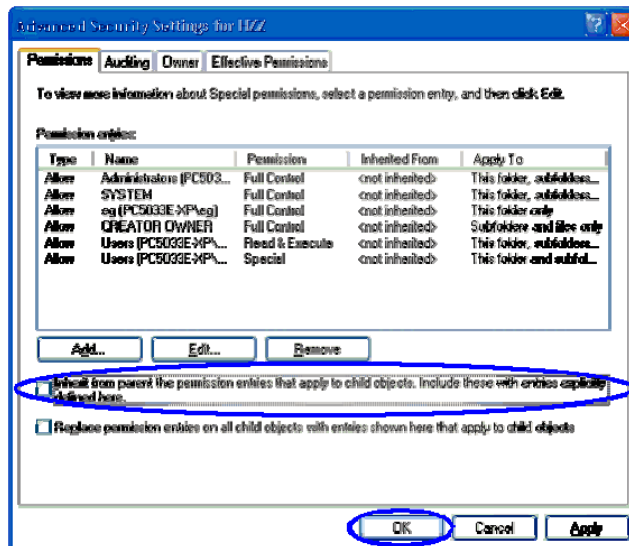 Advanced Security Settings for HZZ
Permissions Auditing Owner Effective Permissions
To view more information about Special permissions, select a permission entry, and then click Edit.
Permission entries:
Type Name Permission Inherited From Apply To
Allow Administrators (PC503... Full Control <not inherited> This folder, subfolders...
Allow SYSTEM Full Control <not inherited> This folder, subfolders...
Allow eg (PC5033E-XP\eg) Full Control <not inherited> This folder only
Allow CREATOR OWNER Full Control <not inherited> Subfolders and files only
Allow Users (PC5033E-XP\... Read & Execute <not inherited> This folder, subfolders...
Allow Users (PC5033E-XP\... Special <not inherited> This folder and subfol...
Add... Edit... Remove
Inherit from parent the permission entries that apply to child objects. Include these with entries explicitly
defined here.
Replace permission entries on all child objects with entries shown here that apply to child objects
OK Cancel Apply